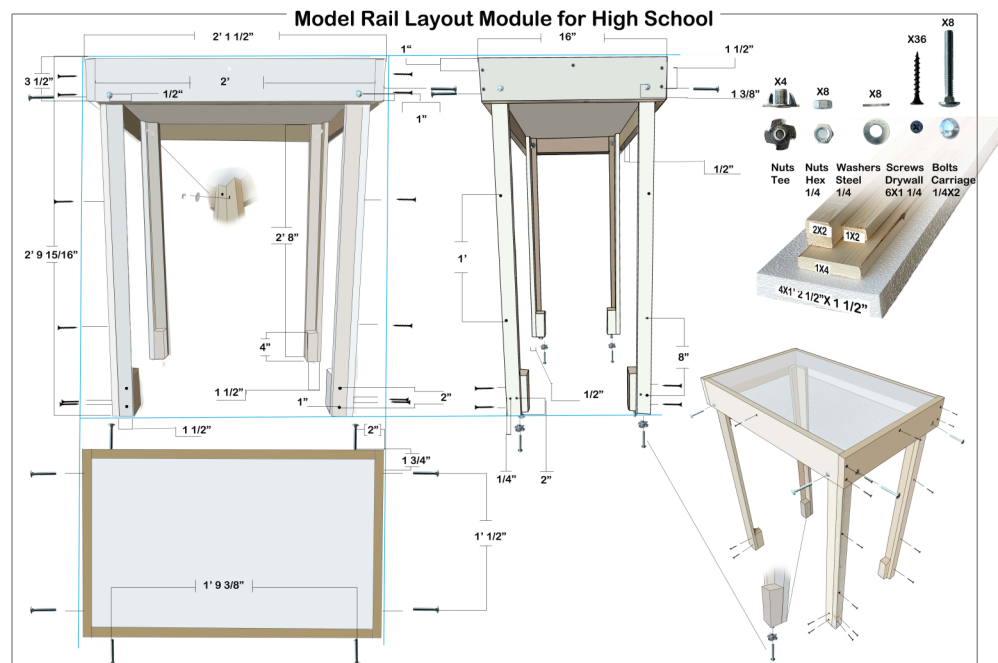 Model Rail Layout Module for High School
2' 1 1/2"
3 1/2"
2'
1/2"
1"
1"
2' 9 15/16"
2' 8"
4"
1 1/2"
1"
2"
1 1/2"
16"
1 1/2"
1 3/8"
1/2"
1'
8"
1/2"
1/4"
2"
X4
X8
X8
X36
X8
Nuts Tee
Nuts Hex 1/4
Washers Steel 1/4
Screws Drywall 6X1 1/4
Bolts Carriage 1/4X2
2X2
1X2
1X4
4X1' 2 1/2"X 1 1/2"
2"
1 3/4"
1' 1/2"
1' 9 3/8"